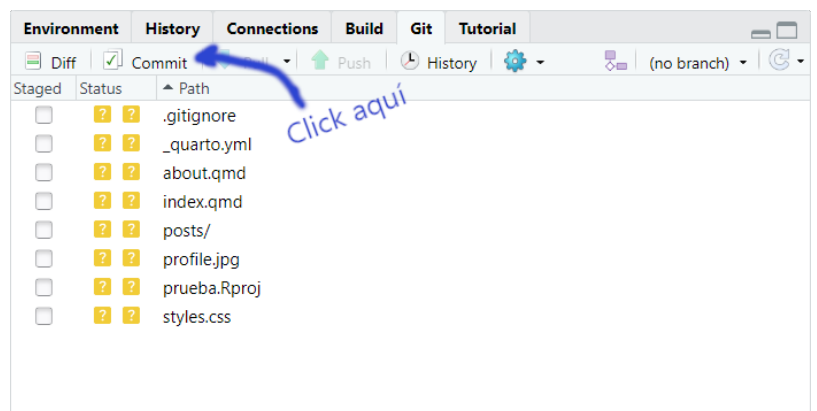 Environment History Connections Build Git Tutorial
Diff Commit Push History (no branch)
Staged Status Path
Click aquí
? ? .gitignore
? ? _quarto.yml
? ? about.qmd
? ? index.qmd
? ? posts/
? ? profile.jpg
? ? prueba.Rproj
? ? styles.css